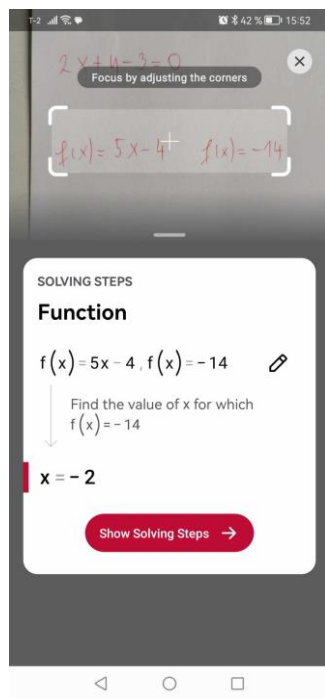 T-2 42 % 15:52
2x+4-3=0
Focus by adjusting the corners
f(x)=5x-4 f(x)=-14
SOLVING STEPS
Function
f(x)=5x-4, f(x)=-14
Find the value of x for which
f(x)=-14
x=-2
Show Solving Steps →